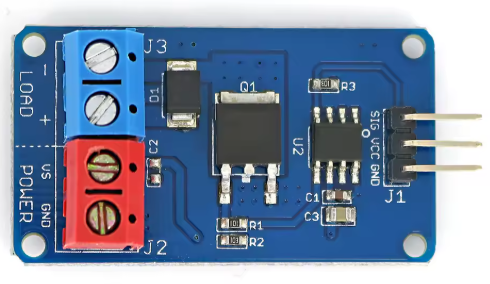 J3
- LOAD +
D1
Q1
R3
U2
SIG
VCC
GND
J1
C2
VS
POWER
GND
J2
C1
C3
R1
R2